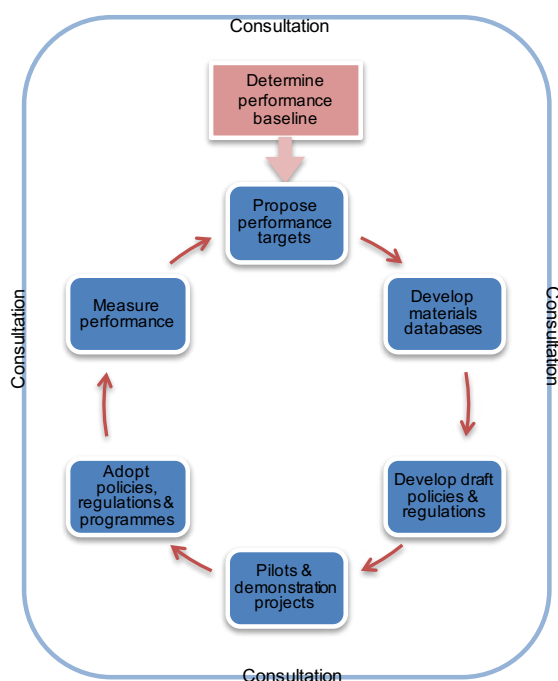 Consultation
Determine
performance
baseline
Propose
performance
targets
Measure
performance
Develop
materials
databases
Consultation
Consultation
Adopt
policies,
regulations &
programmes
Develop draft
policies &
regulations
Pilots &
demonstration
projects
Consultation